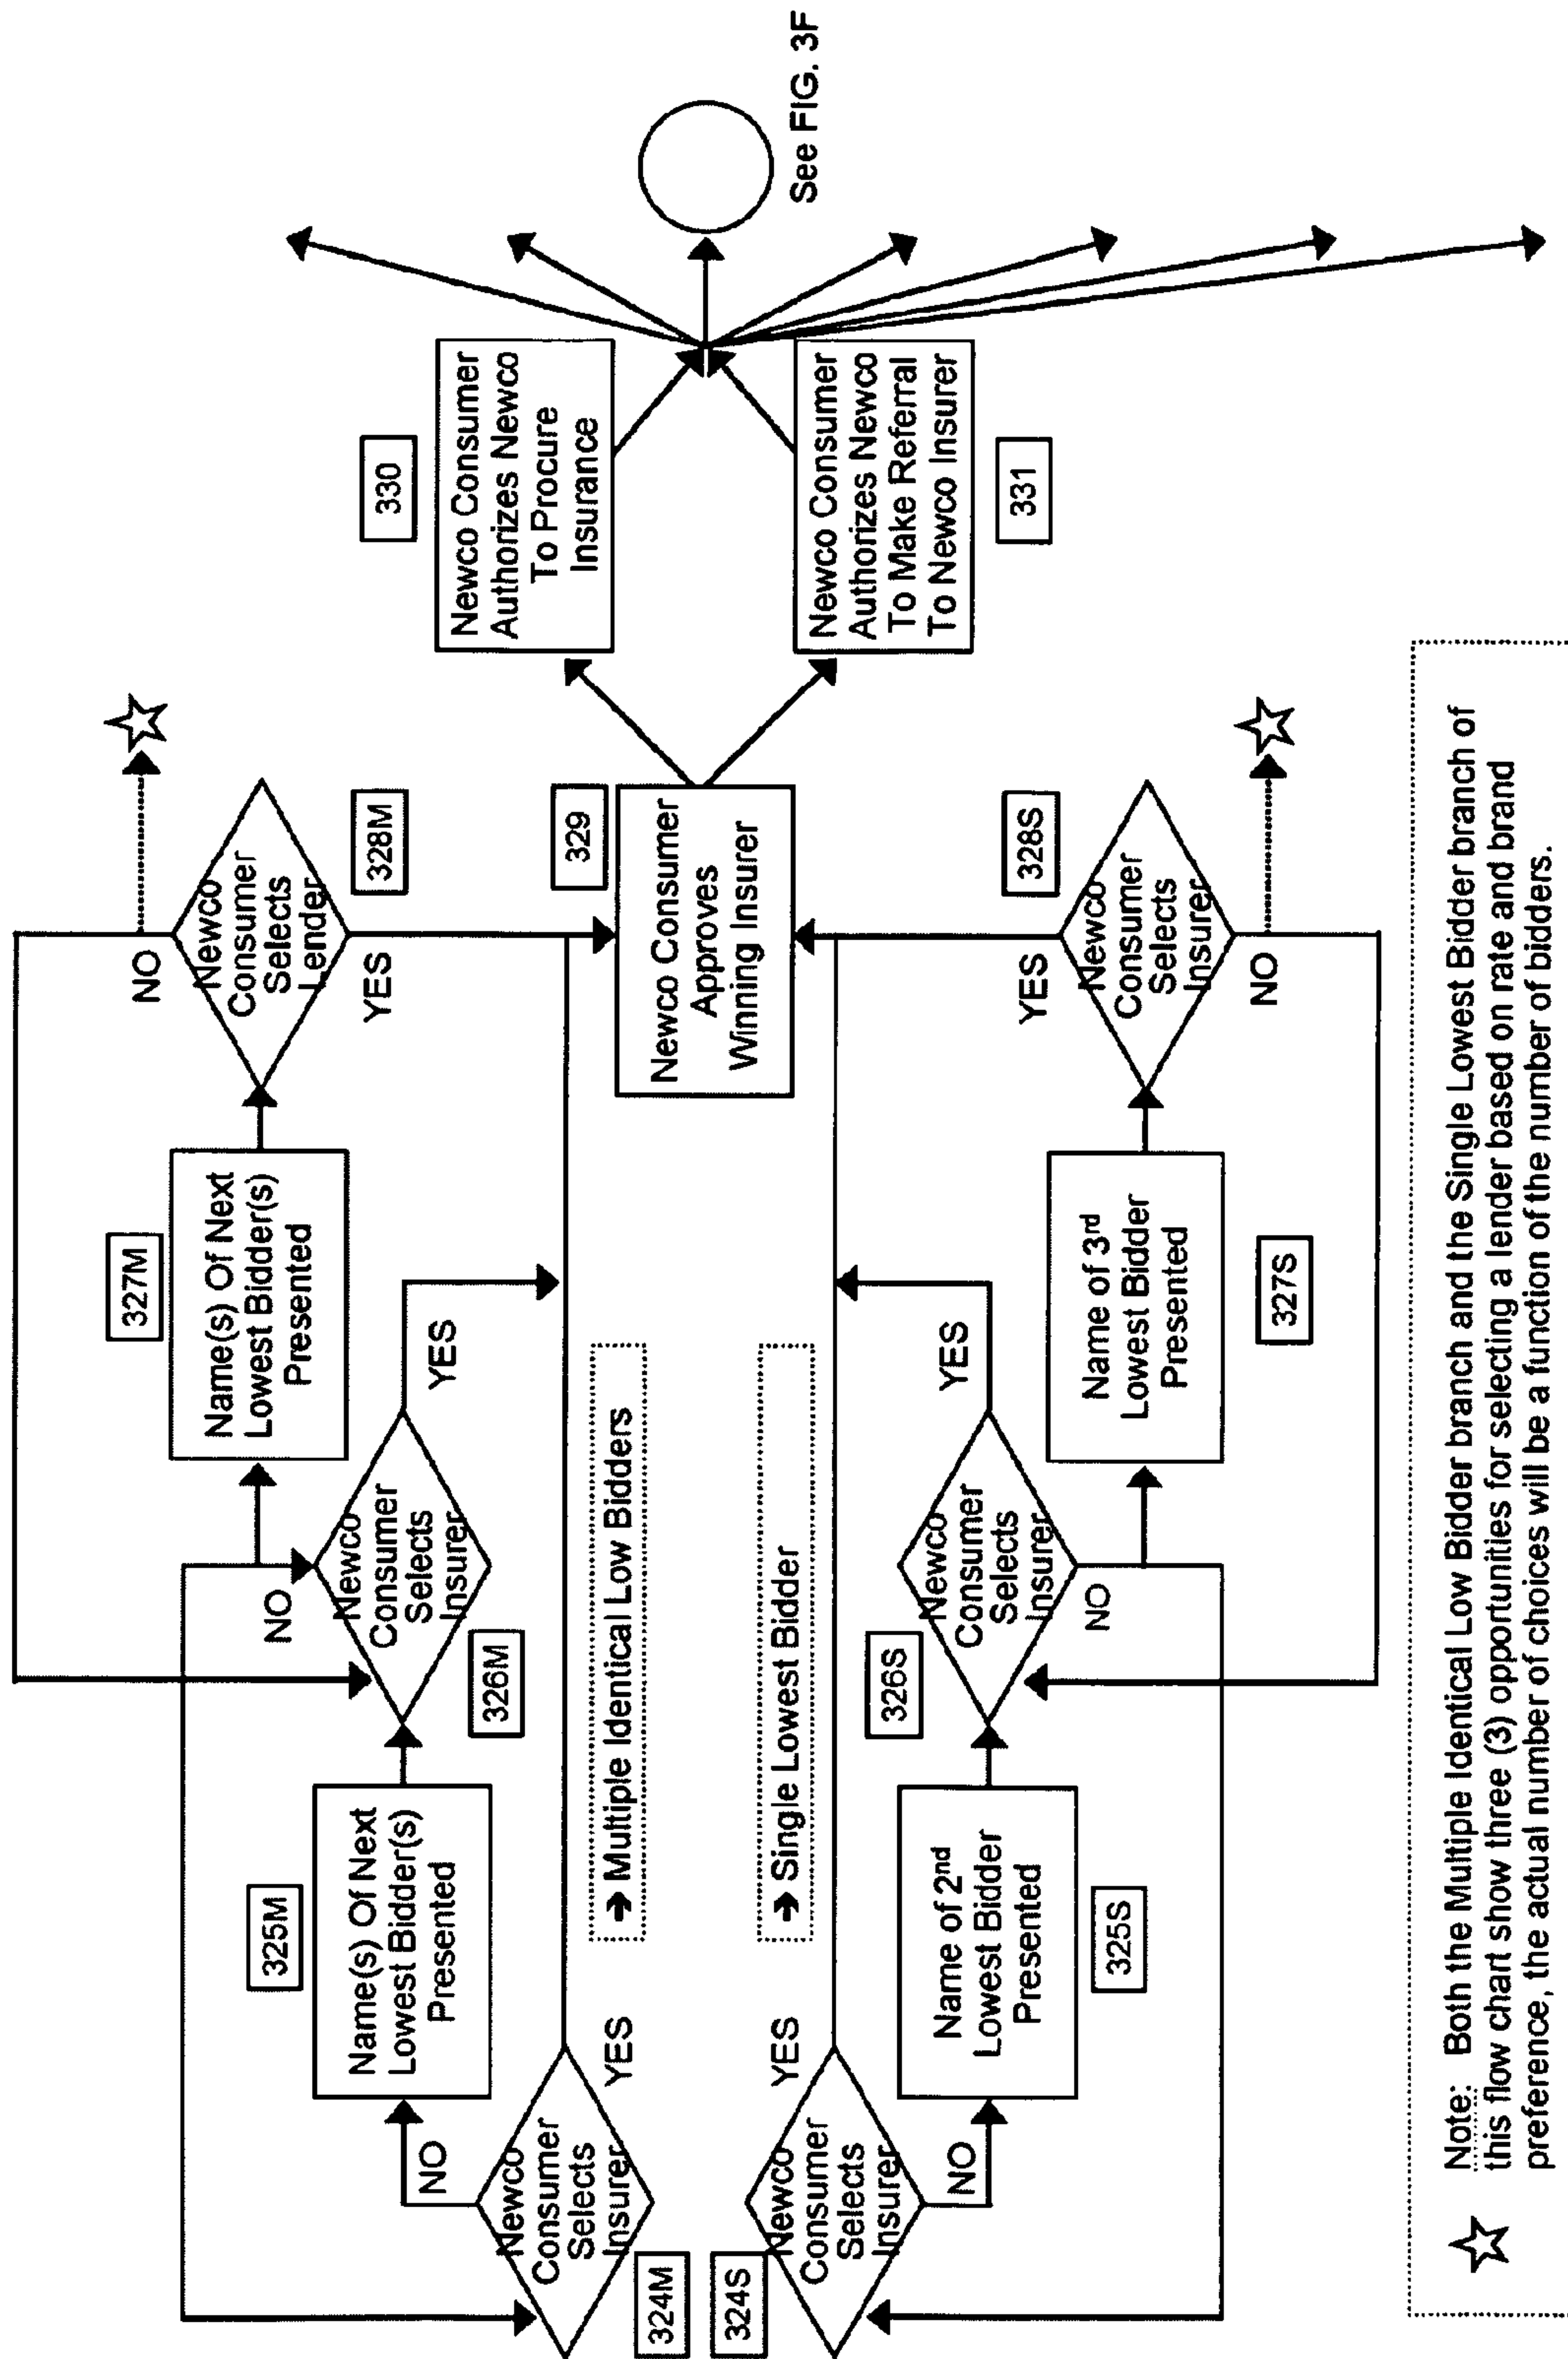 NO
Newco
Consumer
Selects
Lender
328M
YES
327M
Name(s) Of Next
Lowest Bidder(s)
Presented
NO
Newco
Consumer
Selects
Insurer
326M
YES
325M
Name(s) Of Next
Lowest Bidder(s)
Presented
NO
Newco
Consumer
Selects
Insurer
324M
YES
➔ Multiple Identical Low Bidders
329
Newco Consumer
Approves
Winning Insurer
330
Newco Consumer
Authorizes Newco
To Procure
Insurance
Newco Consumer
Authorizes Newco
To Make Referral
To Newco Insurer
331
See FIG. 3F
➔ Single Lowest Bidder
324S
Newco
Consumer
Selects
Insurer
YES
NO
Name of 2nd
Lowest Bidder
Presented
325S
326S
Newco
Consumer
Selects
Insurer
YES
NO
Name of 3rd
Lowest Bidder
Presented
327S
328S
YES
Newco
Consumer
Selects
Insurer
NO
Note: Both the Multiple Identical Low Bidder branch and the Single Lowest Bidder branch of
this flow chart show three (3) opportunities for selecting a lender based on rate and brand
preference, the actual number of choices will be a function of the number of bidders.